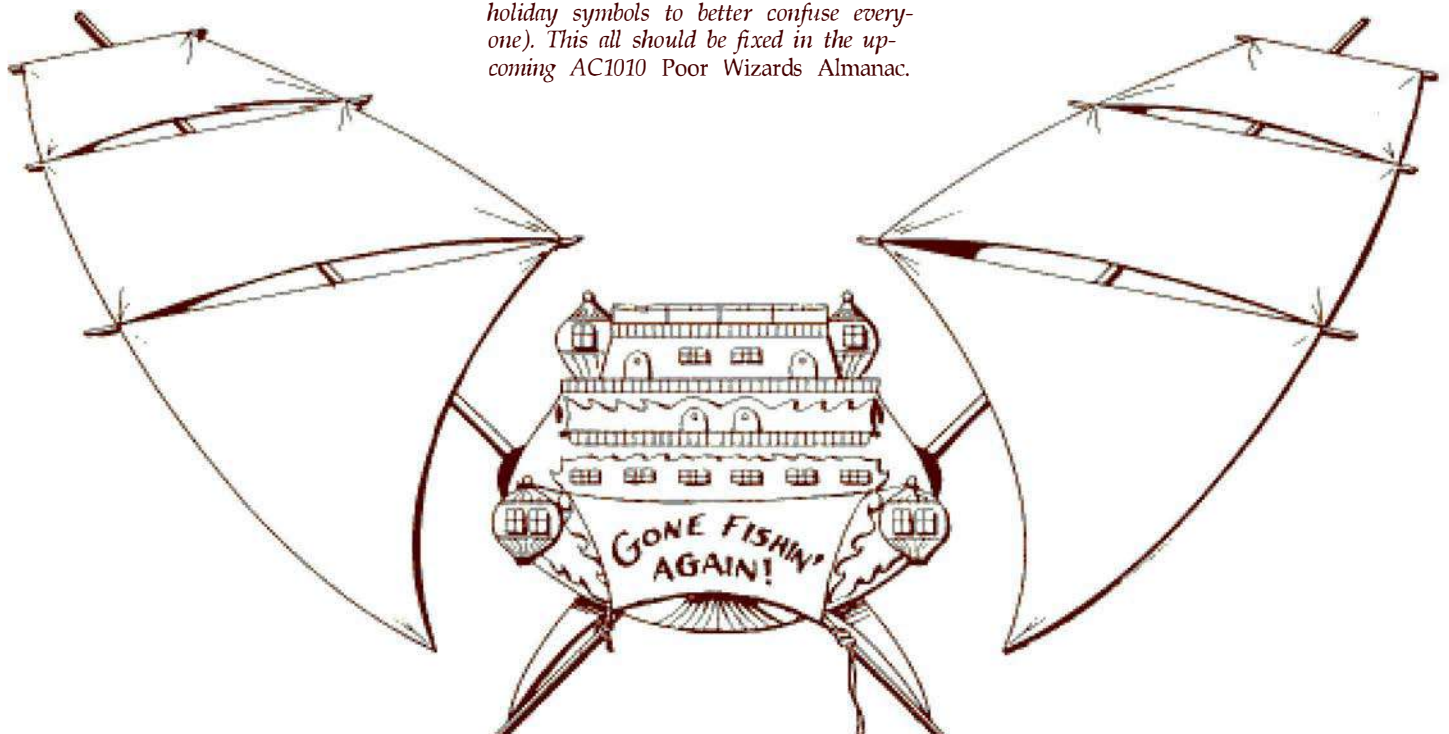 holiday symbols to better confuse every-
one). This all should be fixed in the up-
coming AC1010 Poor Wizards Almanac.
GONE FISHIN'
AGAIN!